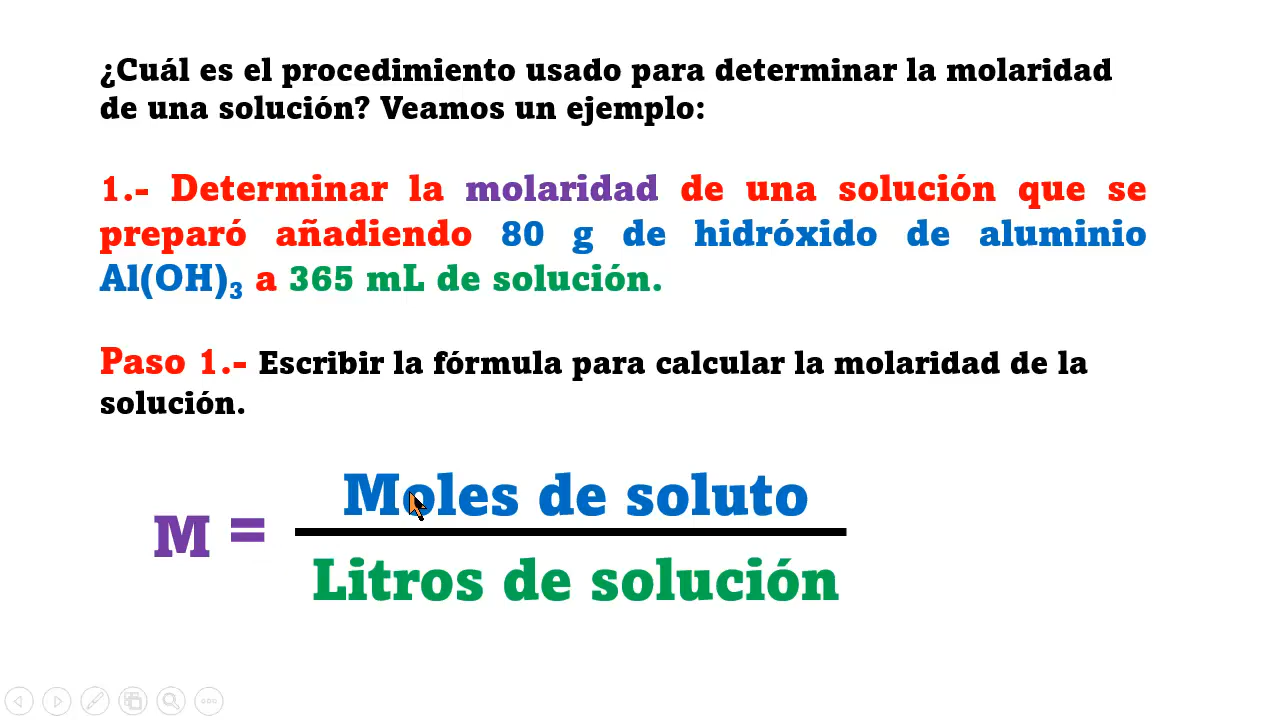 ¿Cuál es el procedimiento usado para determinar la molaridad
de una solución? Veamos un ejemplo:
1.- Determinar la molaridad de una solución que se
preparó añadiendo 80 g de hidróxido de aluminio
Al(OH)₃ a 365 mL de solución.
Paso 1.- Escribir la fórmula para calcular la molaridad de la
solución.
Moles de soluto
M =
Litros de solución